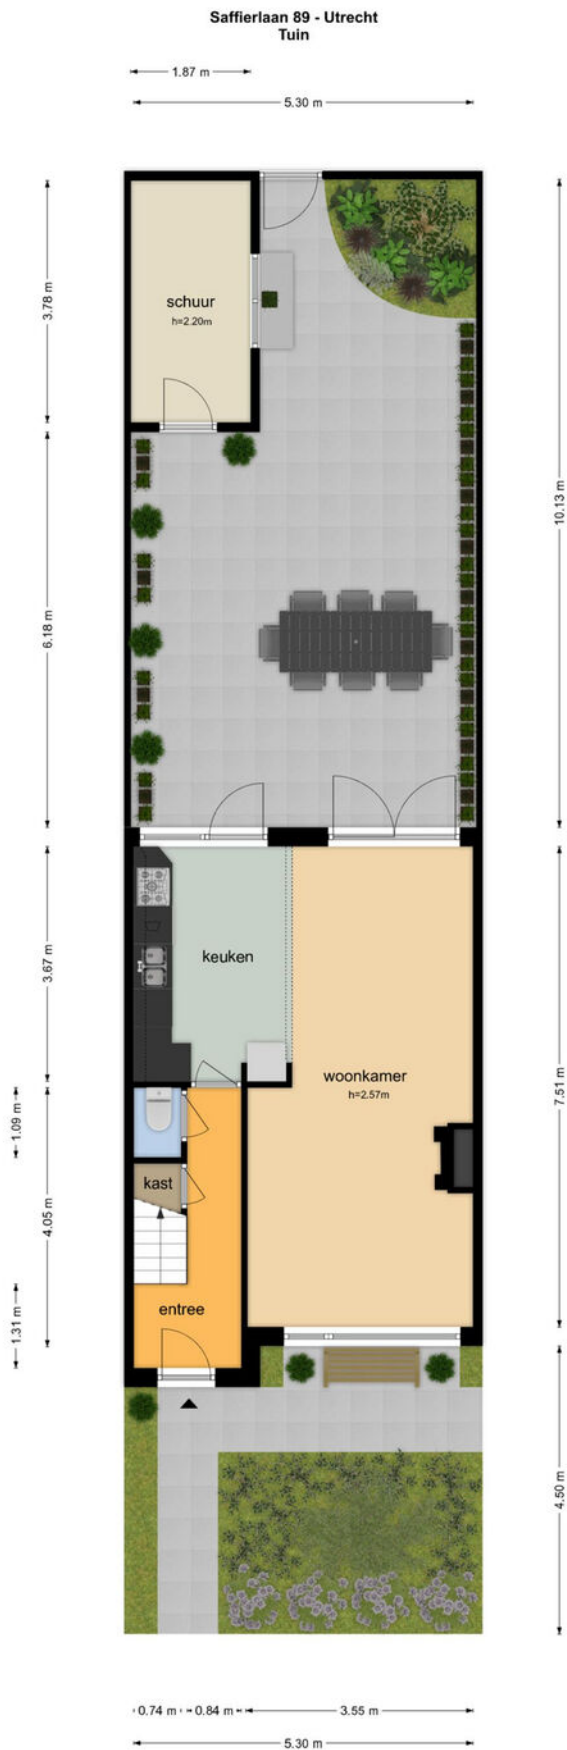 Saffierlaan 89 - Utrecht
Tuin
1.87 m
5.30 m
3.78 m
schuur
h=2.20m
10.13 m
6.18 m
3.67 m
keuken
woonkamer
h=2.57m
7.51 m
1.09 m
kast
4.05 m
entree
1.31 m
4.50 m
0.74 m
0.84 m
3.55 m
5.30 m